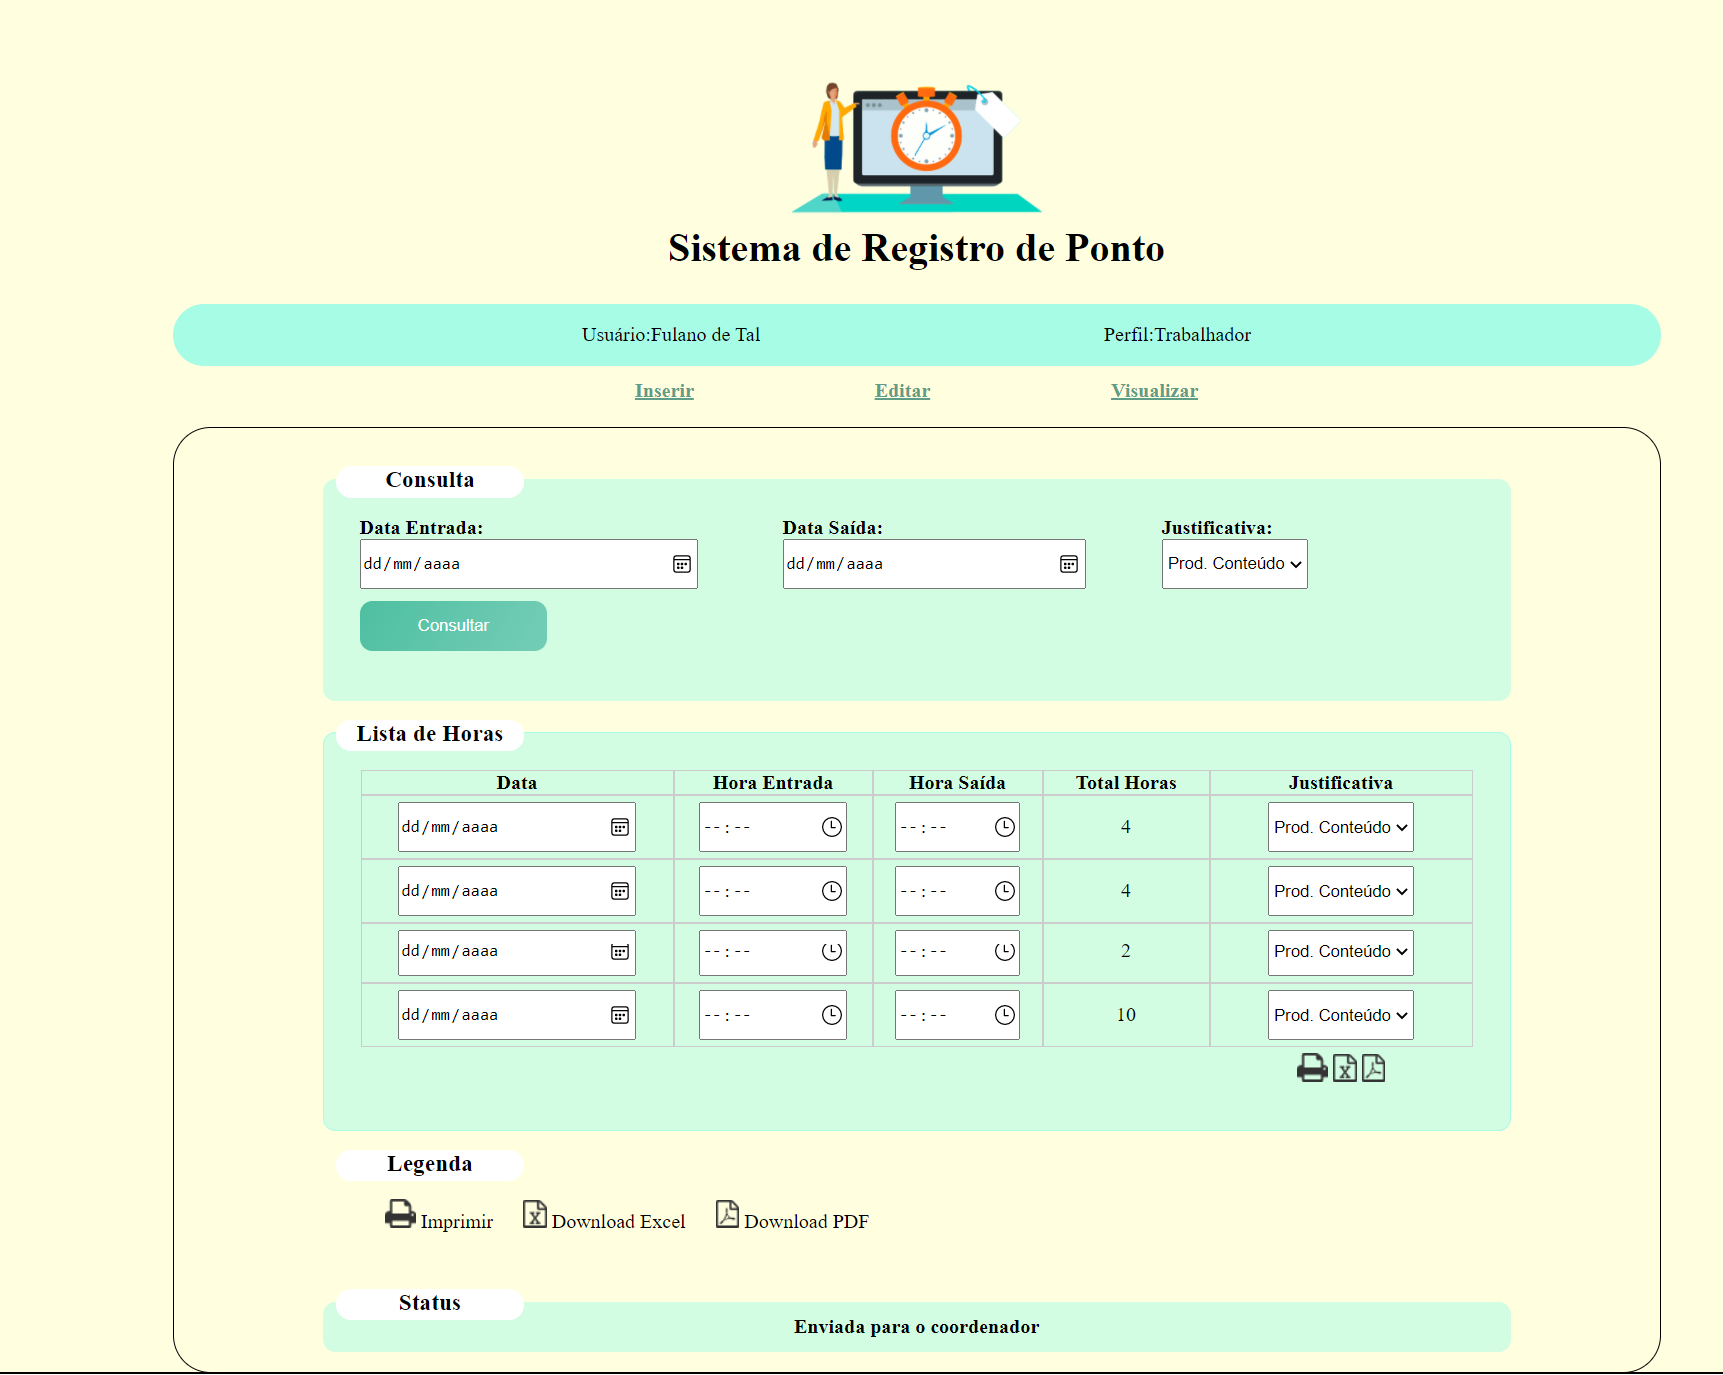 Sistema de Registro de Ponto
Usuário:Fulano de Tal Perfil:Trabalhador
Inserir Editar Visualizar
Consulta
Data Entrada: Data Saída: Justificativa:
dd/mm/aaaa dd/mm/aaaa Prod. Conteúdo
Consultar
Lista de Horas
Data Hora Entrada Hora Saída Total Horas Justificativa
dd/mm/aaaa --:-- --:-- 4 Prod. Conteúdo
dd/mm/aaaa --:-- --:-- 4 Prod. Conteúdo
dd/mm/aaaa --:-- --:-- 2 Prod. Conteúdo
dd/mm/aaaa --:-- --:-- 10 Prod. Conteúdo
Legenda
Imprimir Download Excel Download PDF
Status
Enviada para o coordenador